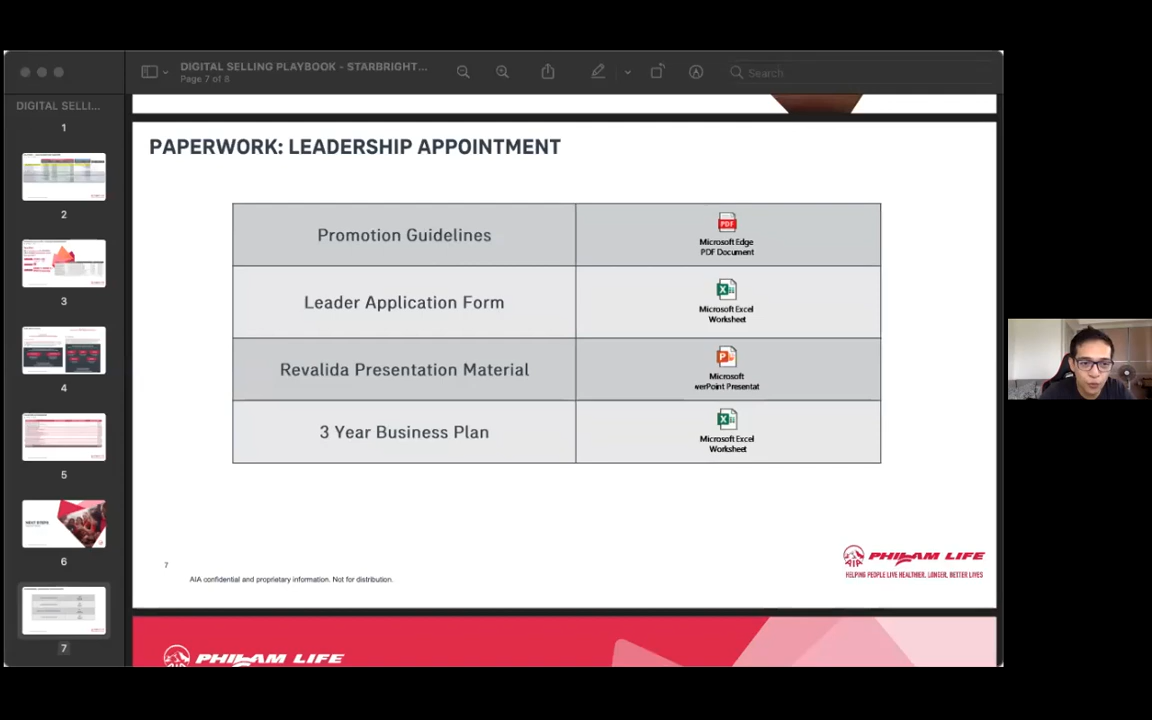 DIGITAL SELLING PLAYBOOK - STARBRIGHT...
Page 7 of 8
Search
DIGITAL SELLI...
1
2
3
4
5
NEXT STEPS
6
7
PAPERWORK: LEADERSHIP APPOINTMENT
Promotion Guidelines
PDF
Microsoft Edge
PDF Document
Leader Application Form
Microsoft Excel
Worksheet
Revalida Presentation Material
Microsoft
werPoint Presentat
3 Year Business Plan
Microsoft Excel
Worksheet
7
AIA confidential and proprietary information. Not for distribution.
AIA PHILAM LIFE
HELPING PEOPLE LIVE HEALTHIER, LONGER, BETTER LIVES
PHILAM LIFE